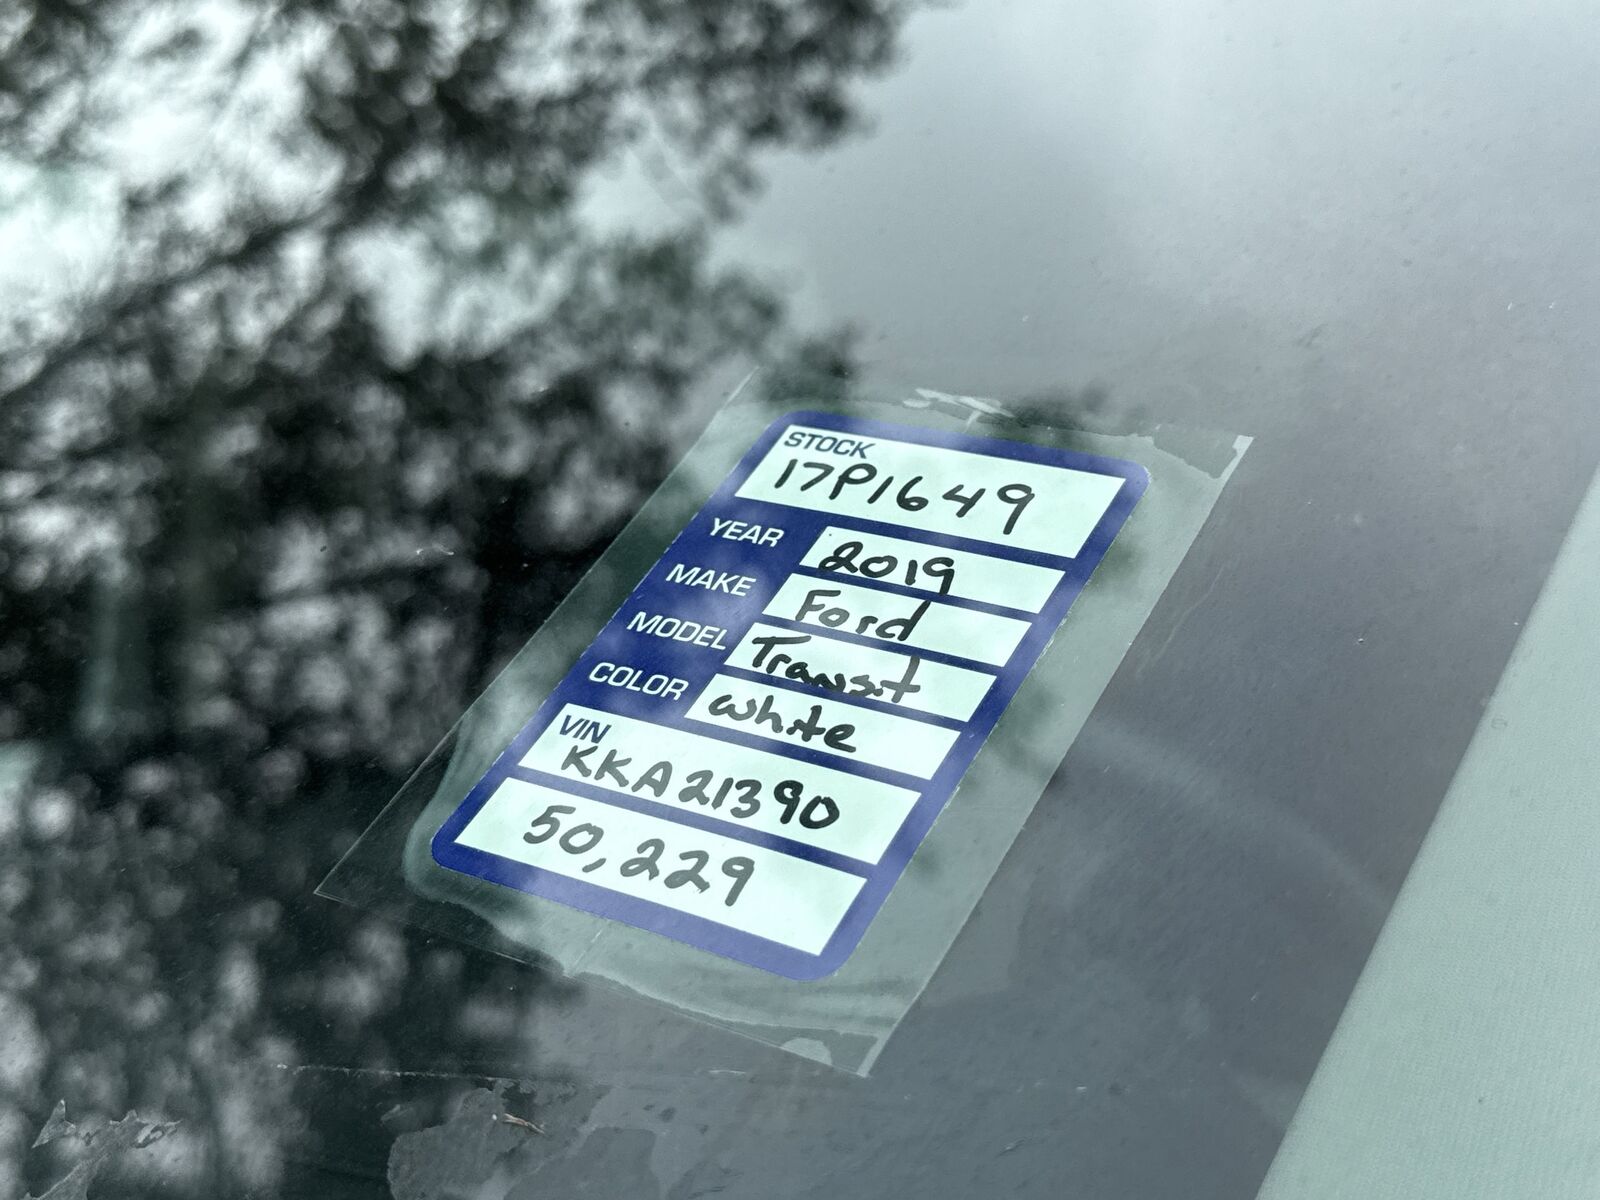 STOCK
17P1649
YEAR 2019
MAKE Ford
MODEL Transit
COLOR white
VIN
KKA21390
50,229